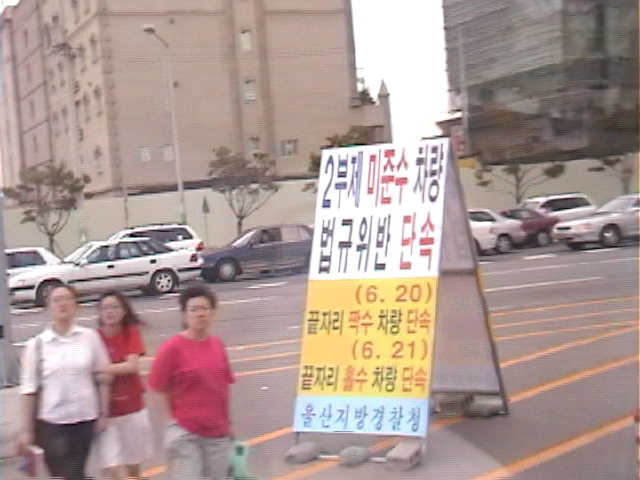 2부제 미준수 차량
법규위반 단속
(6. 20)
끝자리 짝수 차량 단속
(6. 21)
끝자리 홀수 차량 단속
울산지방경찰청